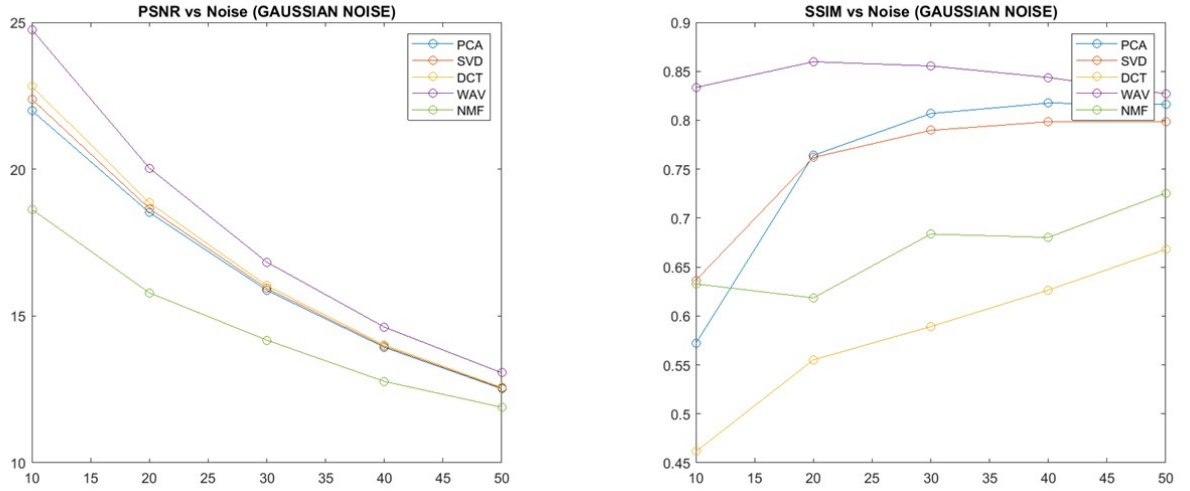 PSNR vs Noise (GAUSSIAN NOISE)
25
20
15
10
10 15 20 25 30 35 40 45 50
PCA
SVD
DCT
WAV
NMF
SSIM vs Noise (GAUSSIAN NOISE)
0.9
0.85
0.8
0.75
0.7
0.65
0.6
0.55
0.5
0.45
10 15 20 25 30 35 40 45 50
PCA
SVD
DCT
WAV
NMF